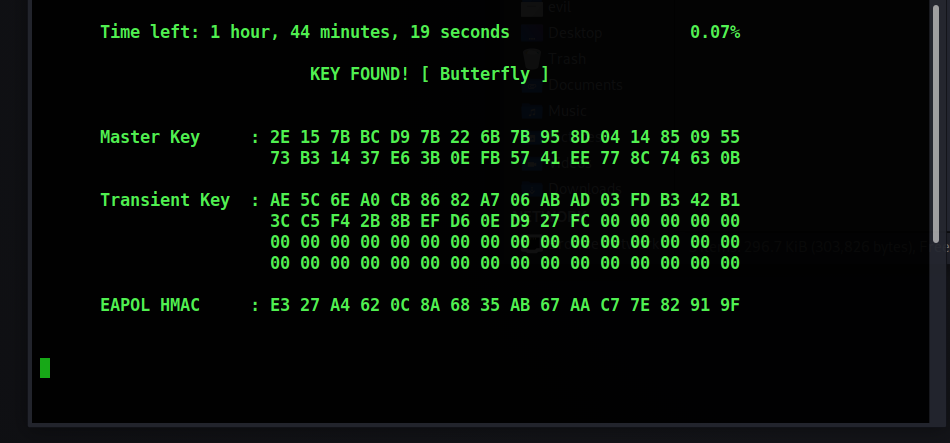 evil
Time left: 1 hour, 44 minutes, 19 seconds 0.07%
Desktop
Trash
KEY FOUND! [ Butterfly ]
Documents
Music
Master Key : 2E 15 7B BC D9 7B 22 6B 7B 95 8D 04 14 85 09 55
73 B3 14 37 E6 3B 0E FB 57 41 EE 77 8C 74 63 0B
Transient Key : AE 5C 6E A0 CB 86 82 A7 06 AB AD 03 FD B3 42 B1
3C C5 F4 2B 8B EF D6 0E D9 27 FC 00 00 00 00 00
00 00 00 00 00 00 00 00 00 00 00 00 00 00 00 00
00 00 00 00 00 00 00 00 00 00 00 00 00 00 00 00
EAPOL HMAC : E3 27 A4 62 0C 8A 68 35 AB 67 AA C7 7E 82 91 9F